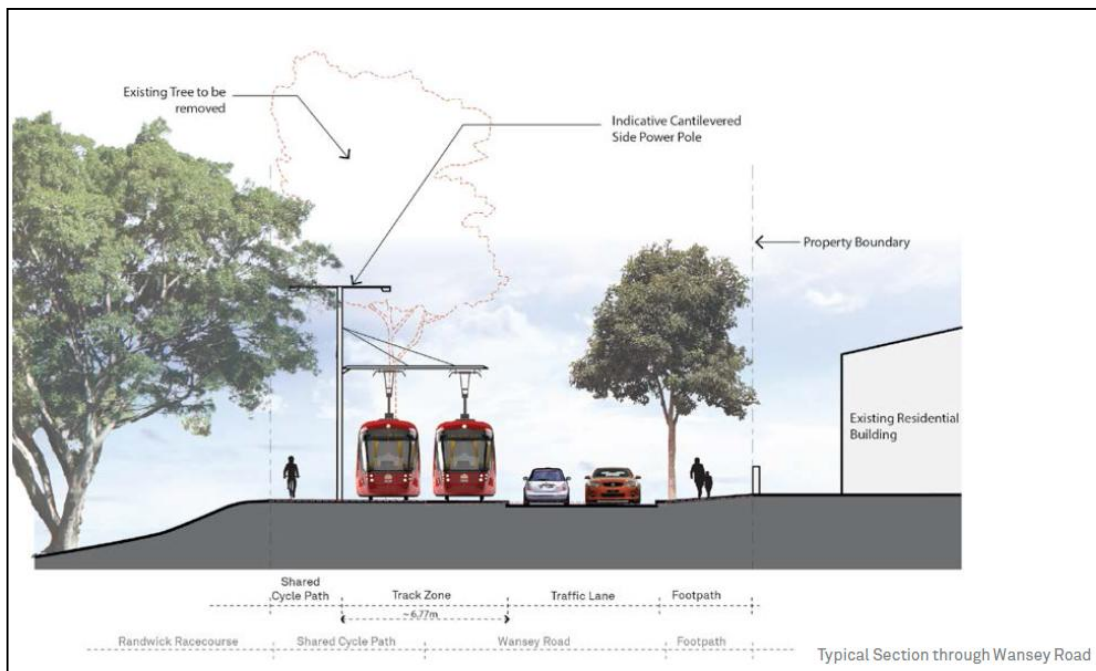 Existing Tree to be
removed
Indicative Cantilevered
Side Power Pole
Property Boundary
Existing Residential
Building
Shared
Cycle Path
Track Zone
Traffic Lane
Footpath
~6.77m
Randwick Racecourse
Shared Cycle Path
Wansey Road
Footpath
Typical Section through Wansey Road